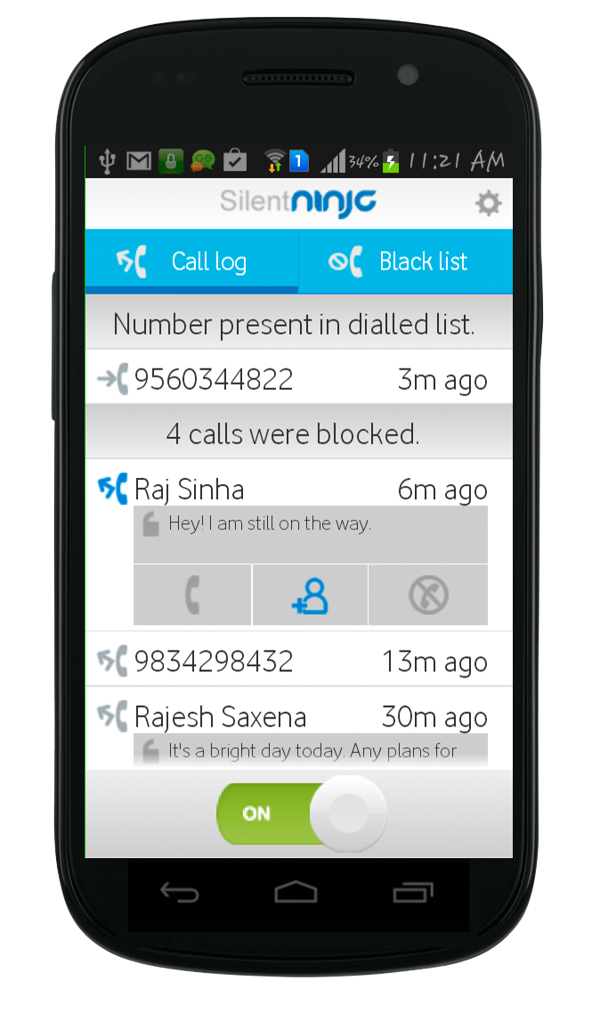 1 34% 11:21 AM
Silentninja
Call log Black list
Number present in dialled list.
9560344822 3m ago
4 calls were blocked.
Raj Sinha 6m ago
Hey! I am still on the way.
9834298432 13m ago
Rajesh Saxena 30m ago
It's a bright day today. Any plans for
ON